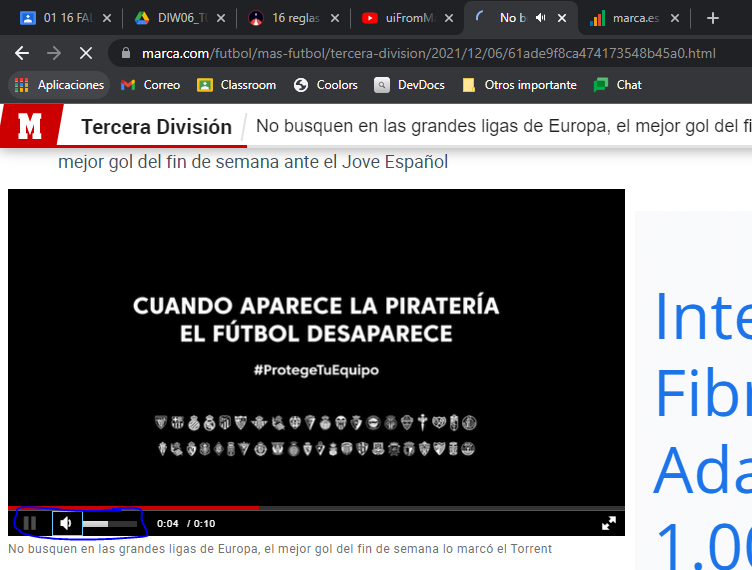 01 16 FAL
DIW06_T
16 reglas
uiFromM
No b
marca.es
marca.com/futbol/mas-futbol/tercera-division/2021/12/06/61ade9f8ca474173548b45a0.html
Aplicaciones
Correo
Classroom
Coolors
DevDocs
Otros importante
Chat
M
Tercera División
No busquen en las grandes ligas de Europa, el mejor gol del fi
mejor gol del fin de semana ante el Jove Español
CUANDO APARECE LA PIRATERÍA
EL FÚTBOL DESAPARECE
#ProtegeTuEquipo
Inte
Fibr
Ada
1.00
0:04 / 0:10
No busquen en las grandes ligas de Europa, el mejor gol del fin de semana lo marcó el Torrent